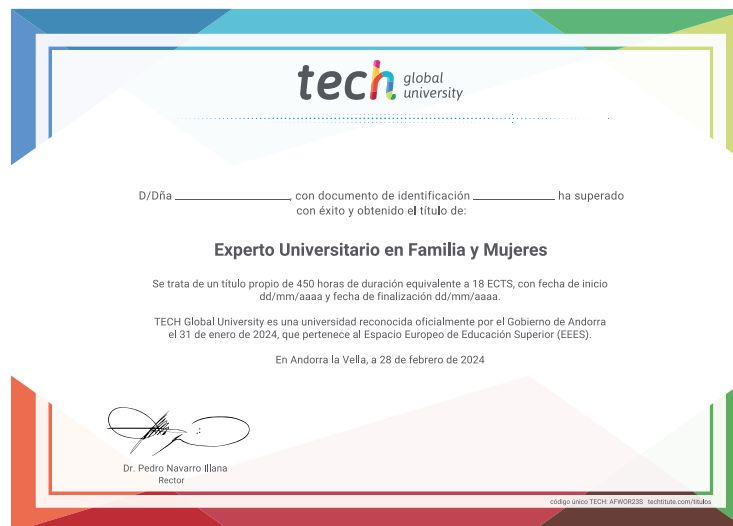 tech global
university
D/Dña ______________________, con documento de identificación ______________ ha superado
con éxito y obtenido el título de:
Experto Universitario en Familia y Mujeres
Se trata de un título propio de 450 horas de duración equivalente a 18 ECTS, con fecha de inicio
dd/mm/aaaa y fecha de finalización dd/mm/aaaa.
TECH Global University es una universidad reconocida oficialmente por el Gobierno de Andorra
el 31 de enero de 2024, que pertenece al Espacio Europeo de Educación Superior (EEES).
En Andorra la Vella, a 28 de febrero de 2024
Dr. Pedro Navarro Illana
Rector
código único TECH: AFWOR23S techtitute.com/titulos